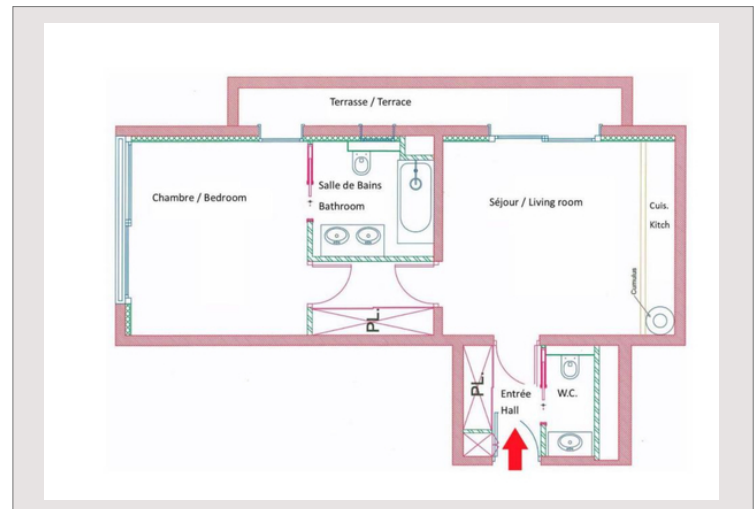 Terrasse / Terrace
Chambre / Bedroom
Salle de Bains
Bathroom
Séjour / Living room
Cuis.
Kitch
Cumulus
PL.
PL.
Entrée
Hall
W.C.